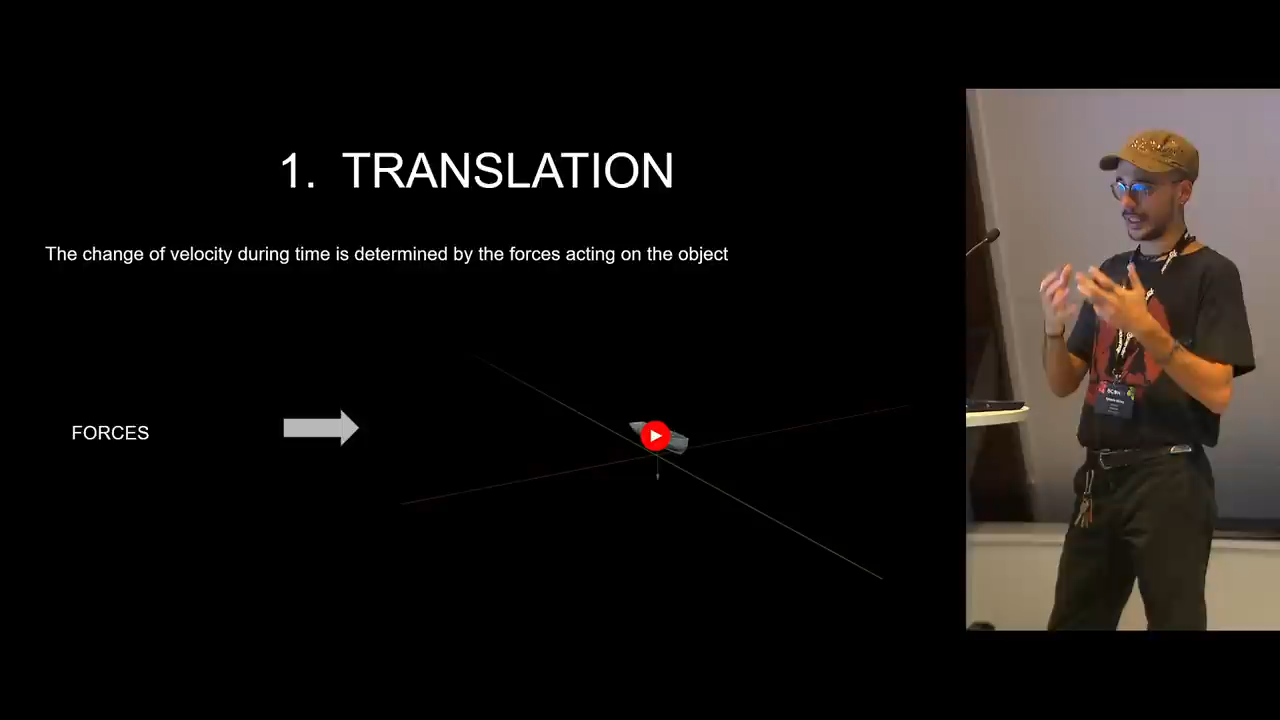 1. TRANSLATION
The change of velocity during time is determined by the forces acting on the object
FORCES